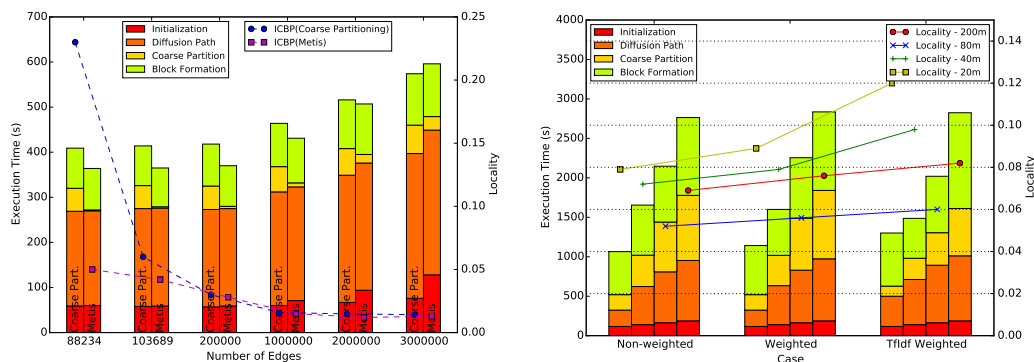 700
600
500
400
300
200
100
0
Execution Time (s)
Initialization
Diffusion Path
Coarse Partition
Block Formation
ICBP(Coarse Partitioning)
ICBP(Metis)
0.25
0.20
0.15
0.10
0.05
0.00
Locality
Coarse Part.
Metis
Coarse Part.
Metis
Coarse Part.
Metis
Coarse Part.
Metis
Coarse Part.
Metis
Coarse Part.
Metis
88234
103689
200000
1000000
2000000
3000000
Number of Edges
4000
3500
3000
2500
2000
1500
1000
500
0
Execution Time (s)
Initialization
Diffusion Path
Coarse Partition
Block Formation
Locality - 200m
Locality - 80m
Locality - 40m
Locality - 20m
0.14
0.12
0.10
0.08
0.06
0.04
0.02
0.00
Locality
Non-weighted
Weighted
TfIdf Weighted
Case